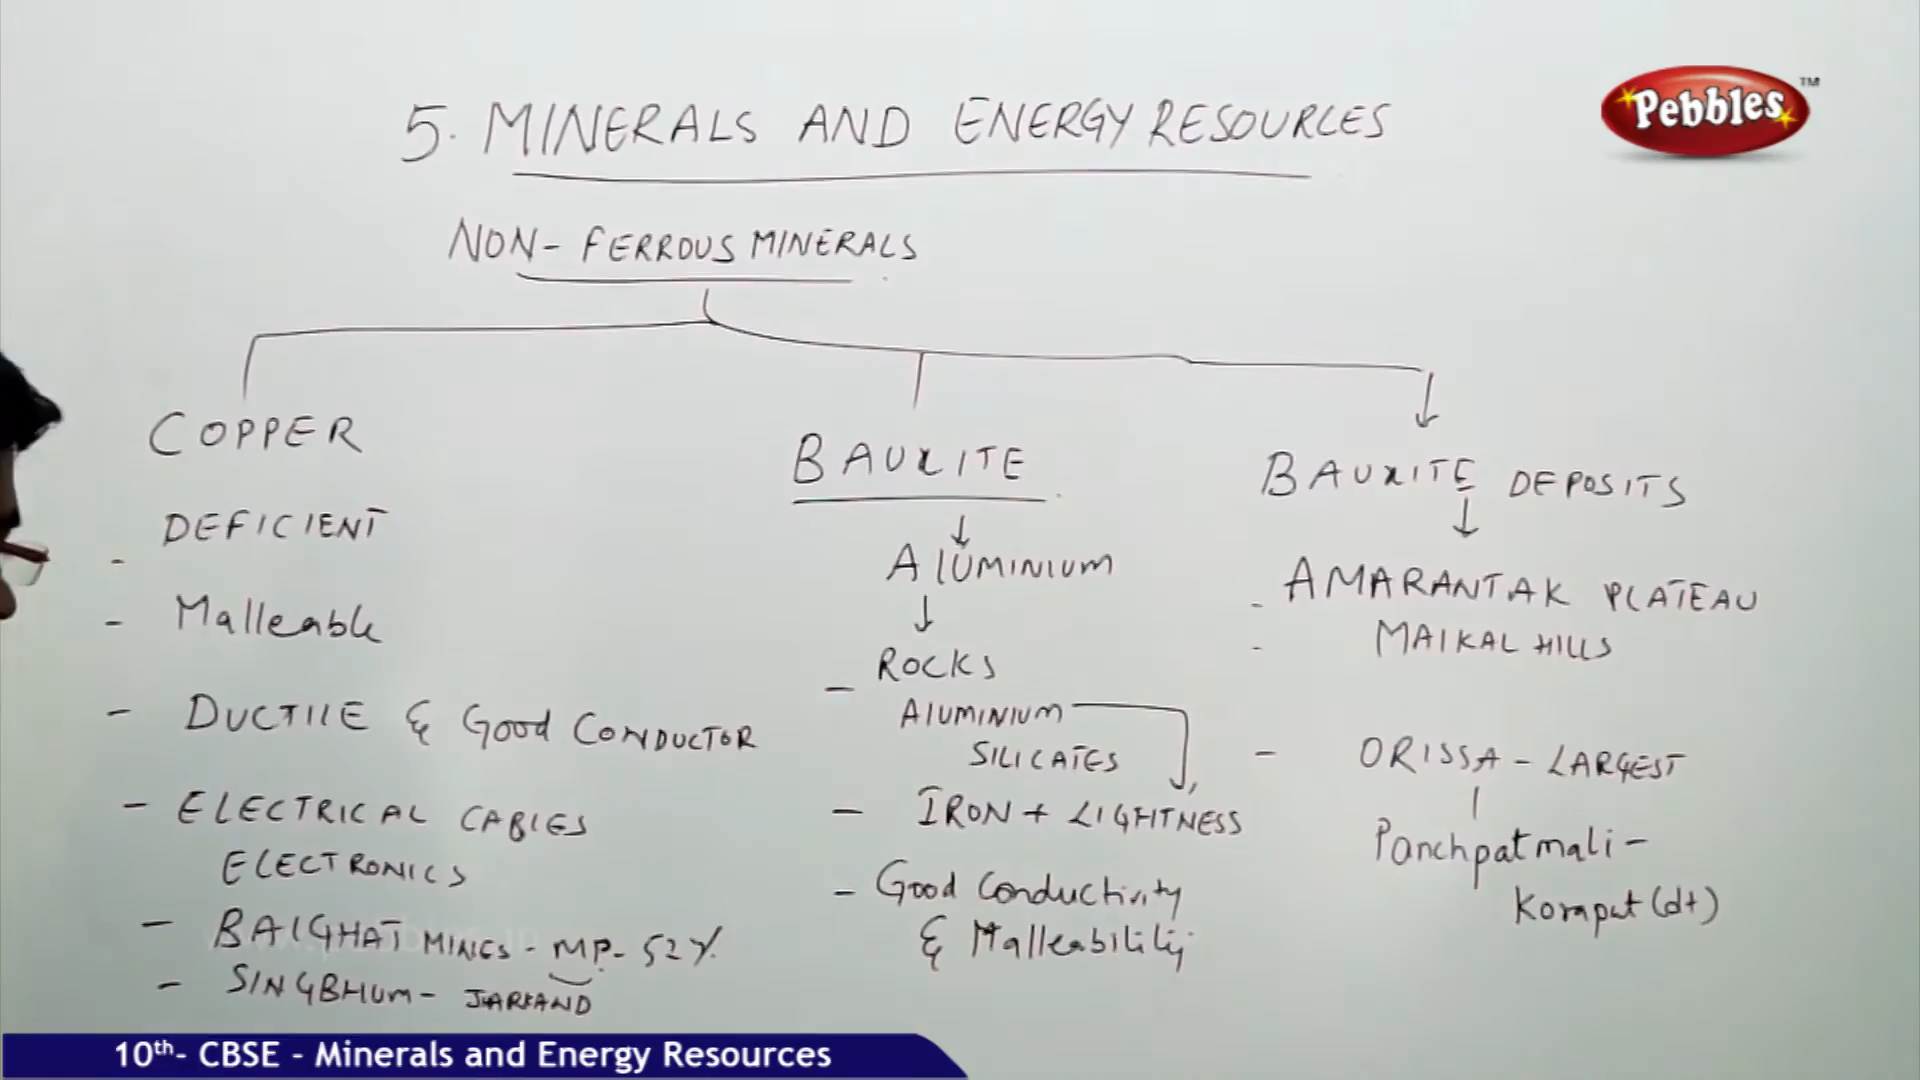 Pebbles™
5. MINERALS AND ENERGY RESOURCES
NON-FERROUS MINERALS
COPPER
DEFICIENT
- Malleable
- DUCTILE & Good CONDUCTOR
- ELECTRICAL CABLES
ELECTRONICS
- BALGHAT MINES - MP - 52%
- SINGBHUM - JHARKAND
BAUXITE
ALUMINIUM
ROCKS
- ALUMINIUM
SILICATES
- IRON + LIGHTNESS
- Good Conductivity
& Malleability
BAUXITE DEPOSITS
- AMARANTAK PLATEAU
- MAIKAL HILLS
- ORISSA - LARGEST
Panchpatmali -
Koraput (dt)
10th- CBSE - Minerals and Energy Resources